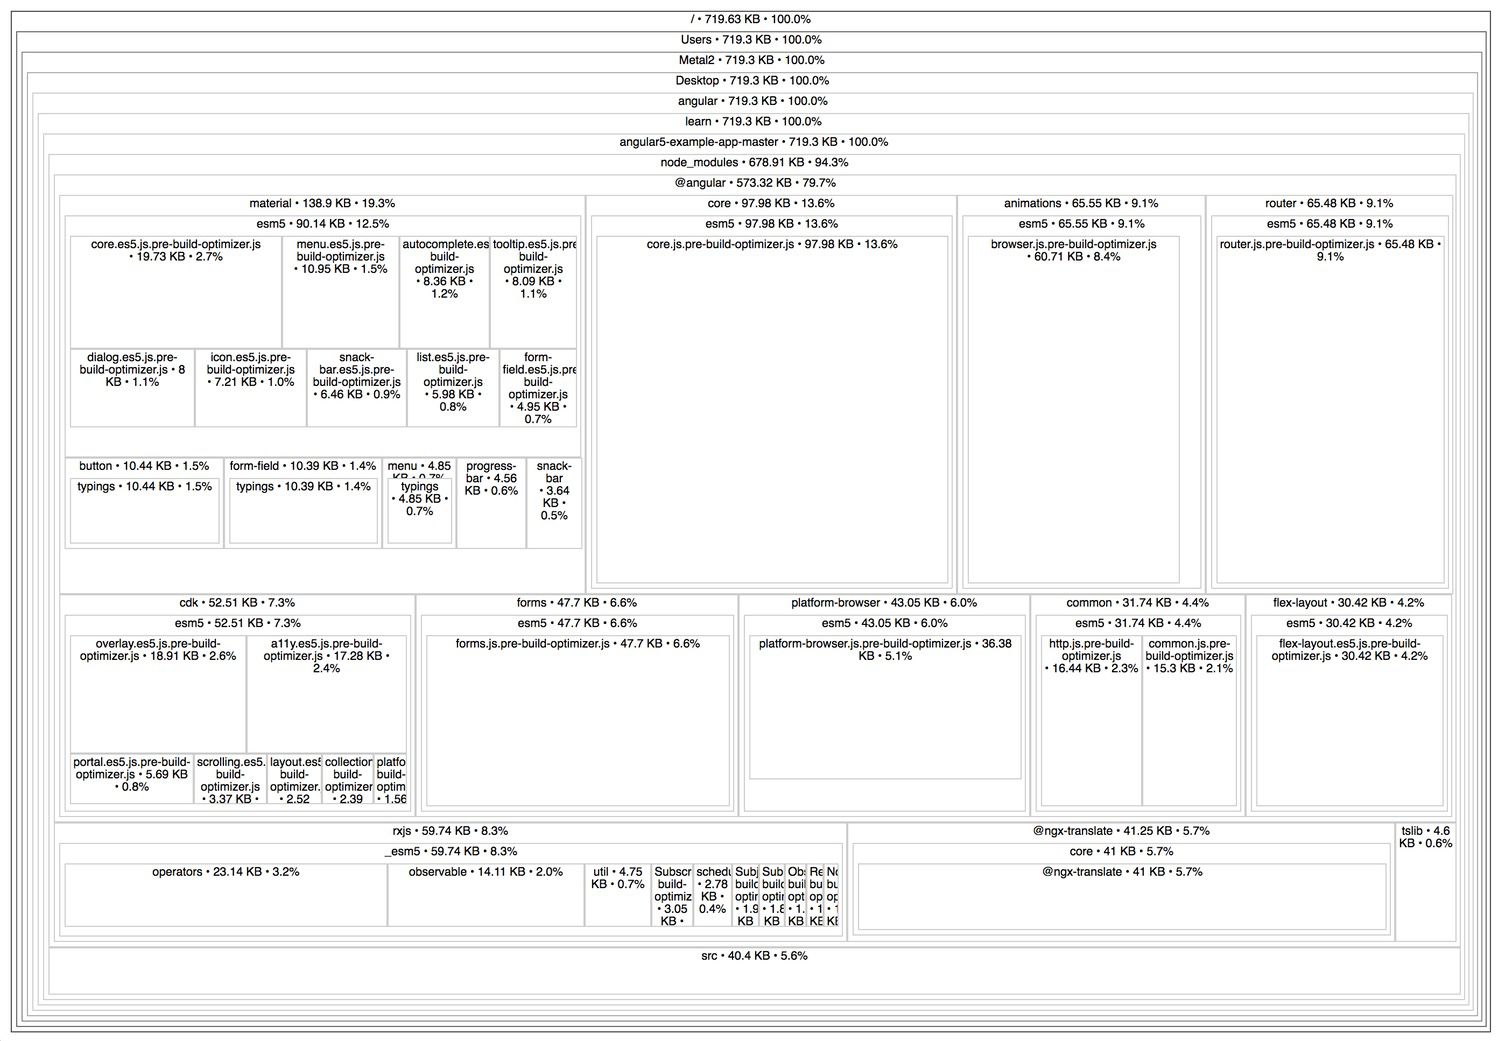 / • 719.63 KB • 100.0%
Users • 719.3 KB • 100.0%
Metal2 • 719.3 KB • 100.0%
Desktop • 719.3 KB • 100.0%
angular • 719.3 KB • 100.0%
learn • 719.3 KB • 100.0%
angular5-example-app-master • 719.3 KB • 100.0%
node_modules • 678.91 KB • 94.3%
@angular • 573.32 KB • 79.7%
material • 138.9 KB • 19.3%
esm5 • 90.14 KB • 12.5%
core.es5.js.pre-build-optimizer.js
• 19.73 KB • 2.7%
menu.es5.js.pre-
build-optimizer.js
• 10.95 KB • 1.5%
autocomplete.es
build-
optimizer.js
• 8.36 KB •
1.2%
tooltip.es5.js.pre
build-
optimizer.js
• 8.09 KB •
1.1%
dialog.es5.js.pre-
build-optimizer.js • 8
KB • 1.1%
icon.es5.js.pre-
build-optimizer.js
• 7.21 KB • 1.0%
snack-
bar.es5.js.pre-
build-optimizer.js
• 6.46 KB • 0.9%
list.es5.js.pre-
build-
optimizer.js
• 5.98 KB •
0.8%
form-
field.es5.js.pre
build-
optimizer.js
• 4.95 KB •
0.7%
button • 10.44 KB • 1.5%
typings • 10.44 KB • 1.5%
form-field • 10.39 KB • 1.4%
typings • 10.39 KB • 1.4%
menu • 4.85
KB • 0.7%
typings
• 4.85 KB •
0.7%
progress-
bar • 4.56
KB • 0.6%
snack-
bar
• 3.64
KB •
0.5%
core • 97.98 KB • 13.6%
esm5 • 97.98 KB • 13.6%
core.js.pre-build-optimizer.js • 97.98 KB • 13.6%
animations • 65.55 KB • 9.1%
esm5 • 65.55 KB • 9.1%
browser.js.pre-build-optimizer.js
• 60.71 KB • 8.4%
router • 65.48 KB • 9.1%
esm5 • 65.48 KB • 9.1%
router.js.pre-build-optimizer.js • 65.48 KB •
9.1%
cdk • 52.51 KB • 7.3%
esm5 • 52.51 KB • 7.3%
overlay.es5.js.pre-build-
optimizer.js • 18.91 KB • 2.6%
a11y.es5.js.pre-build-
optimizer.js • 17.28 KB •
2.4%
portal.es5.js.pre-build-
optimizer.js • 5.69 KB
• 0.8%
scrolling.es5.
build-
optimizer.js
• 3.37 KB •
layout.es5
build-
optimizer.
• 2.52
collection
build-
optimizer
• 2.39
platfo
build-
optim
• 1.56
forms • 47.7 KB • 6.6%
esm5 • 47.7 KB • 6.6%
forms.js.pre-build-optimizer.js • 47.7 KB • 6.6%
platform-browser • 43.05 KB • 6.0%
esm5 • 43.05 KB • 6.0%
platform-browser.js.pre-build-optimizer.js • 36.38
KB • 5.1%
common • 31.74 KB • 4.4%
esm5 • 31.74 KB • 4.4%
http.js.pre-build-
optimizer.js
• 16.44 KB • 2.3%
common.js.pre-
build-optimizer.js
• 15.3 KB • 2.1%
flex-layout • 30.42 KB • 4.2%
esm5 • 30.42 KB • 4.2%
flex-layout.es5.js.pre-build-
optimizer.js • 30.42 KB • 4.2%
rxjs • 59.74 KB • 8.3%
_esm5 • 59.74 KB • 8.3%
operators • 23.14 KB • 3.2%
observable • 14.11 KB • 2.0%
util • 4.75
KB • 0.7%
Subscr
build-
optimiz
• 3.05
KB •
schedu
• 2.78
KB •
0.4%
Subj
build
optir
• 1.9
KB
Sub
build
opti
• 1.8
KB
Ob
buil
opt
• 1.
KB
Re
bu
op
• 1
KB
No
bu
op
• 1
KB
@ngx-translate • 41.25 KB • 5.7%
core • 41 KB • 5.7%
@ngx-translate • 41 KB • 5.7%
tslib • 4.6
KB • 0.6%
src • 40.4 KB • 5.6%